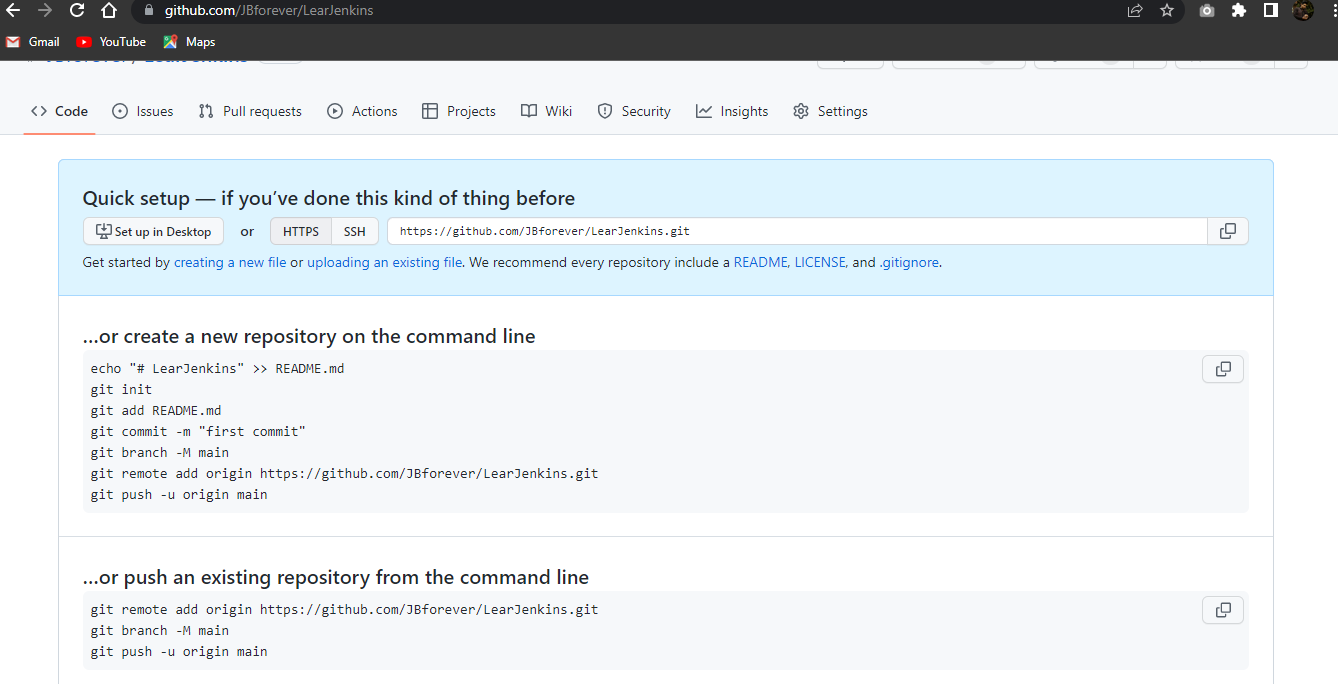 github.com/JBforever/LearJenkins
Gmail YouTube Maps
Code Issues Pull requests Actions Projects Wiki Security Insights Settings
Quick setup — if you’ve done this kind of thing before
Set up in Desktop or HTTPS SSH https://github.com/JBforever/LearJenkins.git
Get started by creating a new file or uploading an existing file. We recommend every repository include a README, LICENSE, and .gitignore.
…or create a new repository on the command line
echo "# LearJenkins" >> README.md
git init
git add README.md
git commit -m "first commit"
git branch -M main
git remote add origin https://github.com/JBforever/LearJenkins.git
git push -u origin main
…or push an existing repository from the command line
git remote add origin https://github.com/JBforever/LearJenkins.git
git branch -M main
git push -u origin main